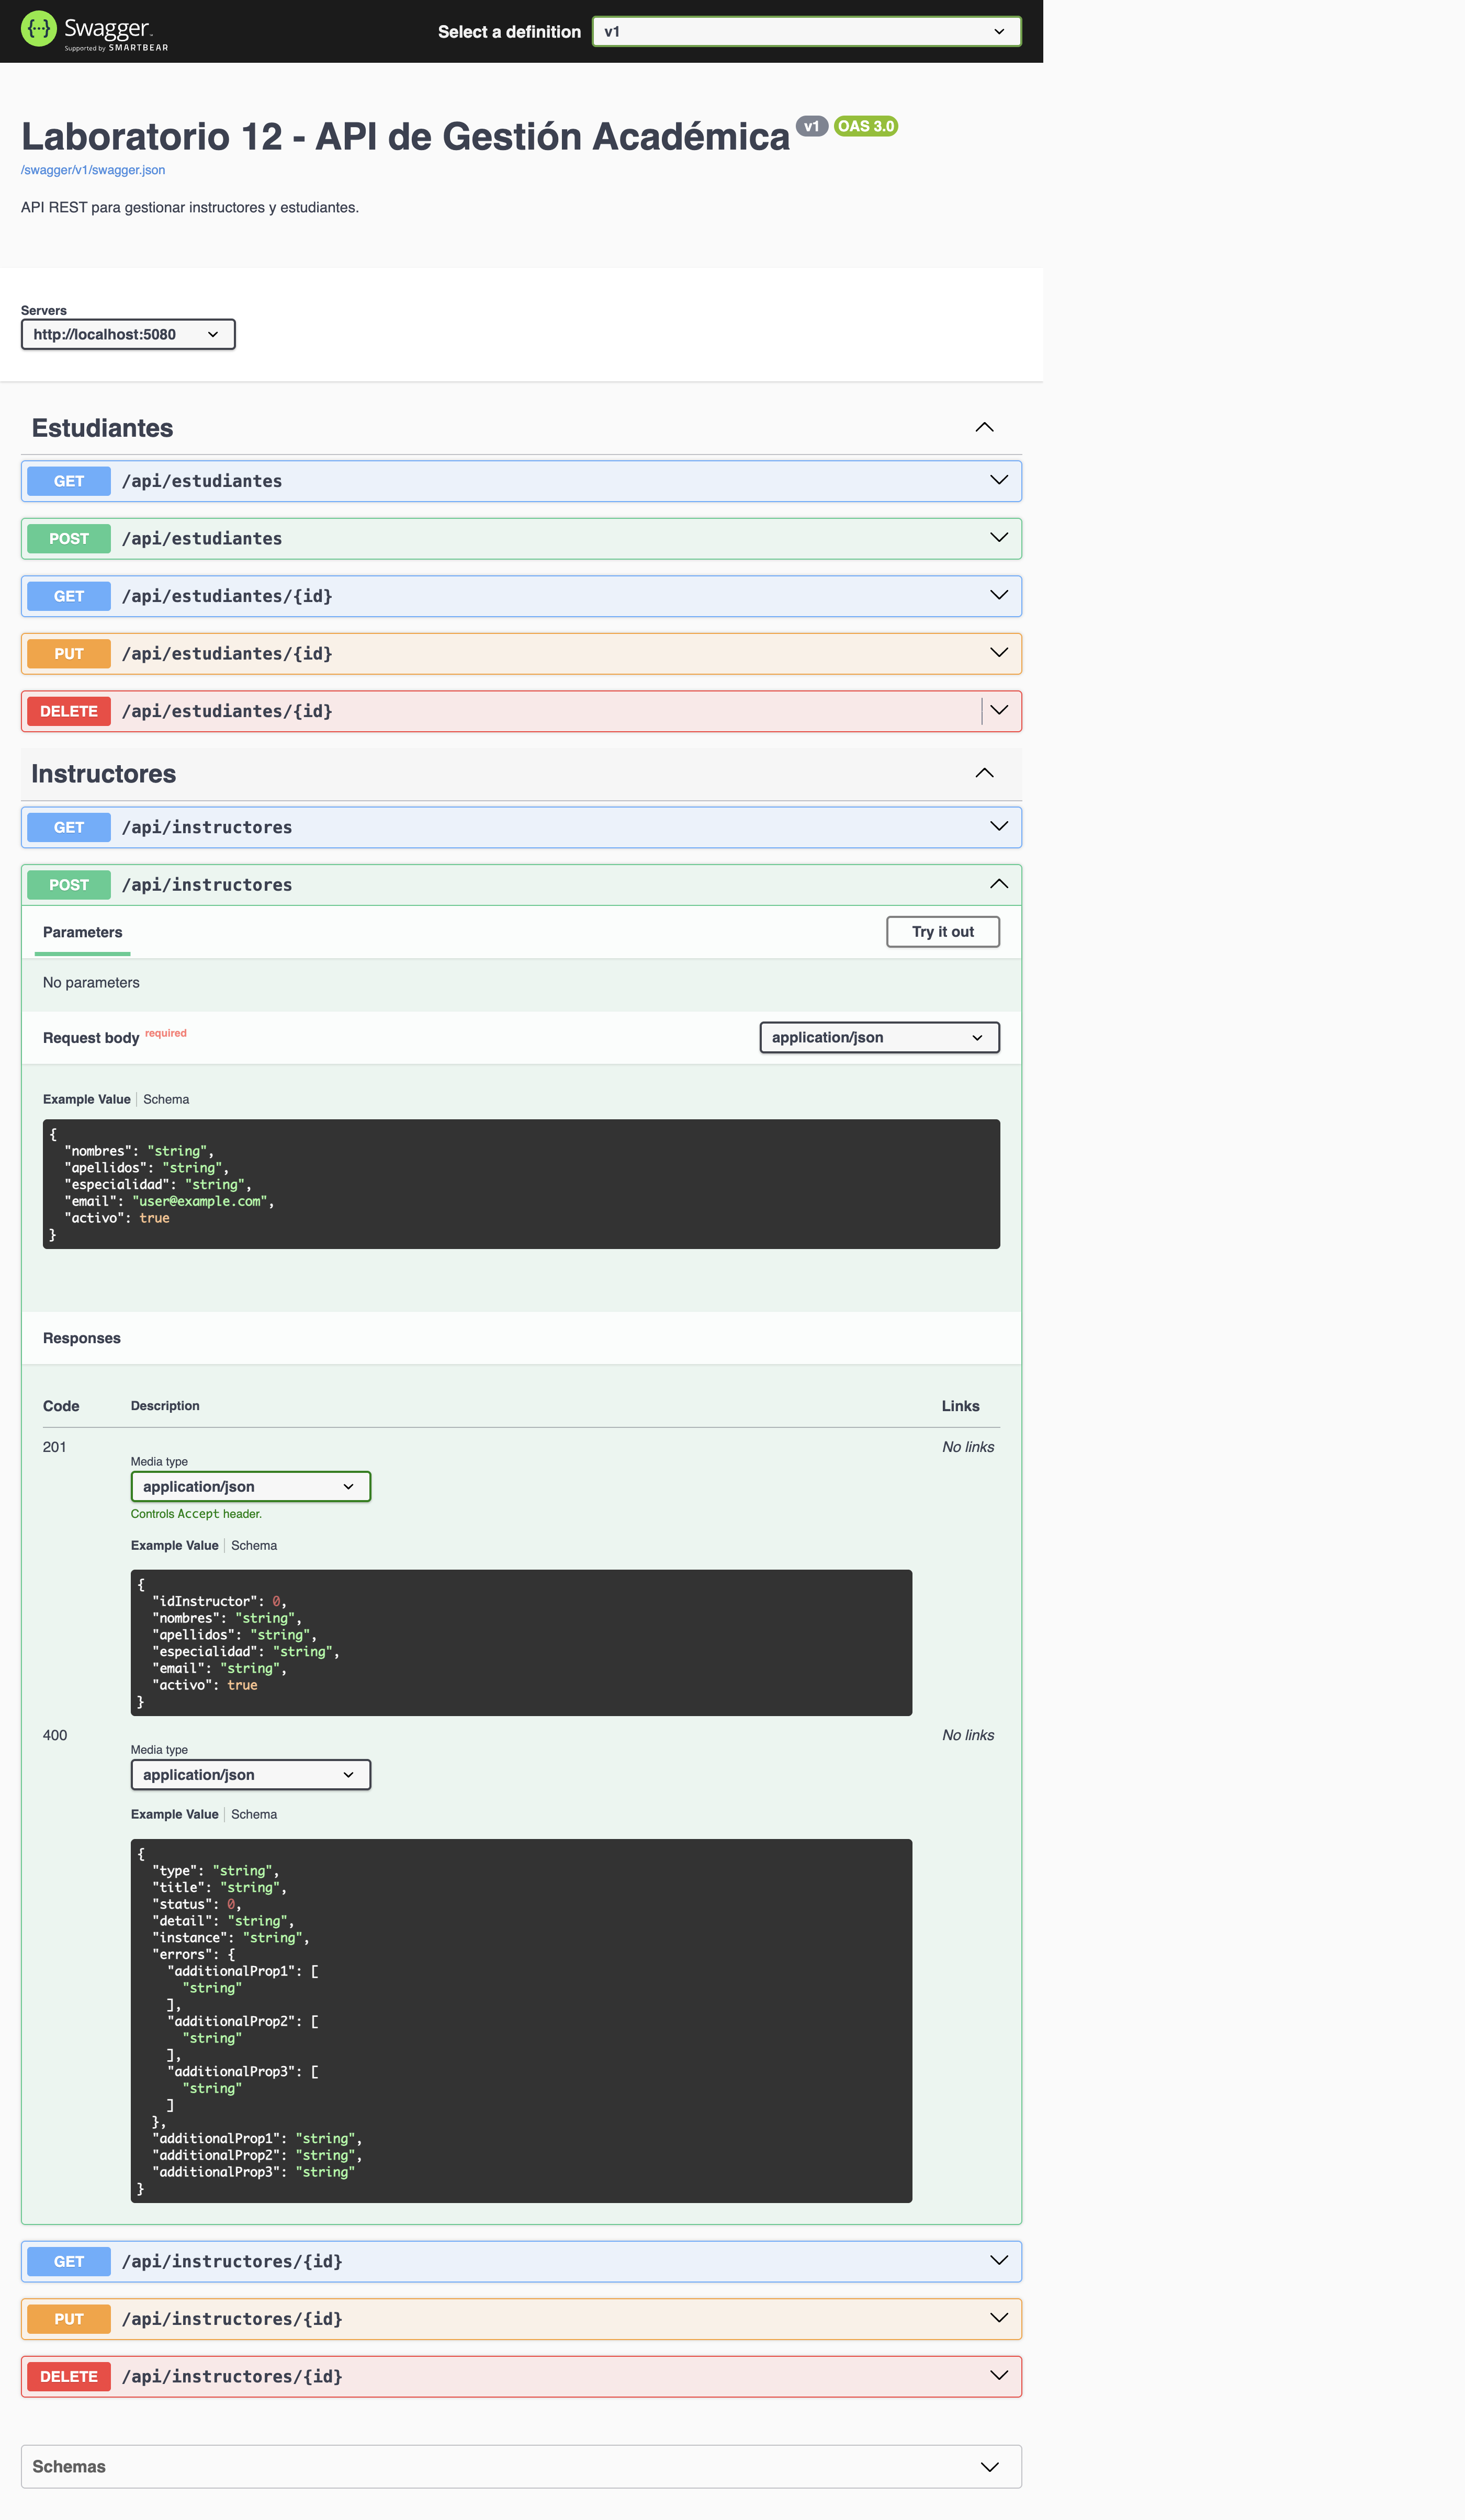 Swagger.
Supported by SMARTBEAR
Select a definition
v1
Laboratorio 12 - API de Gestión Académica v1 OAS 3.0
/swagger/v1/swagger.json
API REST para gestionar instructores y estudiantes.
Servers
http://localhost:5080
Estudiantes
GET /api/estudiantes
POST /api/estudiantes
GET /api/estudiantes/{id}
PUT /api/estudiantes/{id}
DELETE /api/estudiantes/{id}
Instructores
GET /api/instructores
POST /api/instructores
Parameters
Try it out
No parameters
Request body required
application/json
Example Value Schema
{
  "nombres": "string",
  "apellidos": "string",
  "especialidad": "string",
  "email": "user@example.com",
  "activo": true
}
Responses
Code Description Links
201 No links
Media type
application/json
Controls Accept header.
Example Value Schema
{
  "idInstructor": 0,
  "nombres": "string",
  "apellidos": "string",
  "especialidad": "string",
  "email": "string",
  "activo": true
}
400 No links
Media type
application/json
Example Value Schema
{
  "type": "string",
  "title": "string",
  "status": 0,
  "detail": "string",
  "instance": "string",
  "errors": {
    "additionalProp1": [
      "string"
    ],
    "additionalProp2": [
      "string"
    ],
    "additionalProp3": [
      "string"
    ]
  },
  "additionalProp1": "string",
  "additionalProp2": "string",
  "additionalProp3": "string"
}
GET /api/instructores/{id}
PUT /api/instructores/{id}
DELETE /api/instructores/{id}
Schemas